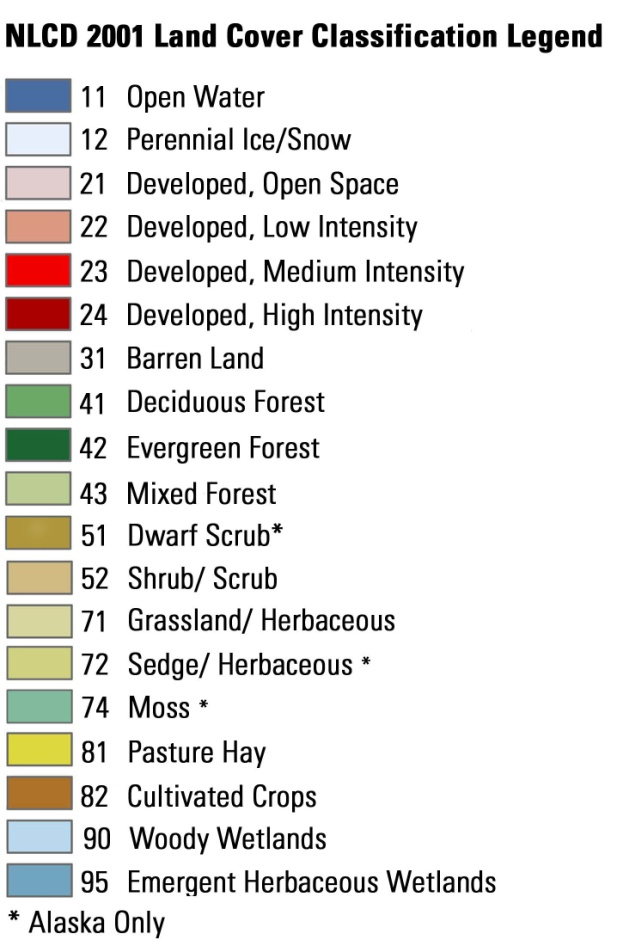 NLCD 2001 Land Cover Classification Legend
11 Open Water
12 Perennial Ice/Snow
21 Developed, Open Space
22 Developed, Low Intensity
23 Developed, Medium Intensity
24 Developed, High Intensity
31 Barren Land
41 Deciduous Forest
42 Evergreen Forest
43 Mixed Forest
51 Dwarf Scrub*
52 Shrub/ Scrub
71 Grassland/ Herbaceous
72 Sedge/ Herbaceous *
74 Moss *
81 Pasture Hay
82 Cultivated Crops
90 Woody Wetlands
95 Emergent Herbaceous Wetlands
* Alaska Only